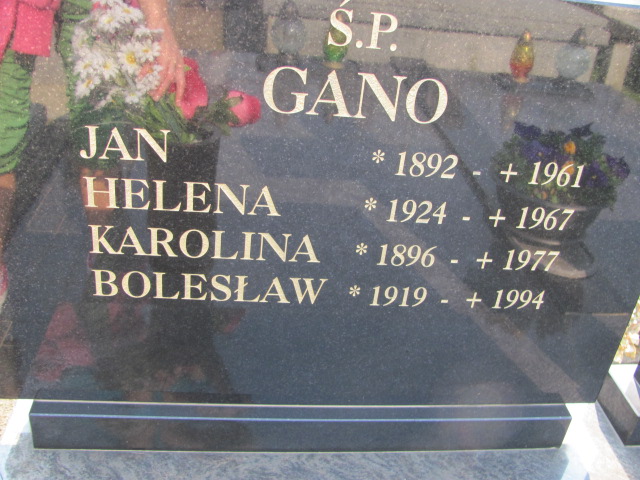 Ś.P.
GANO
JAN * 1892 - + 1961
HELENA * 1924 - + 1967
KAROLINA * 1896 - + 1977
BOLESŁAW * 1919 - + 1994